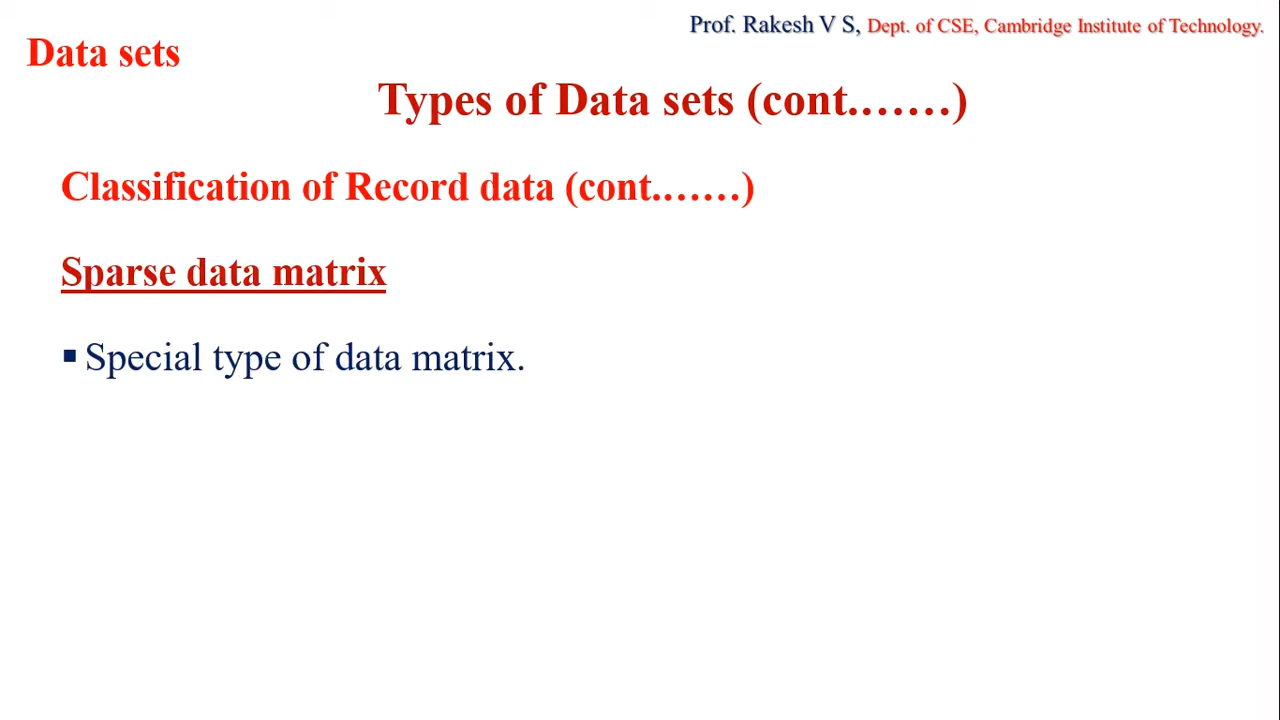 Prof. Rakesh V S, Dept. of CSE, Cambridge Institute of Technology.
Data sets
Types of Data sets (cont.……)
Classification of Record data (cont.……)
Sparse data matrix
▪ Special type of data matrix.